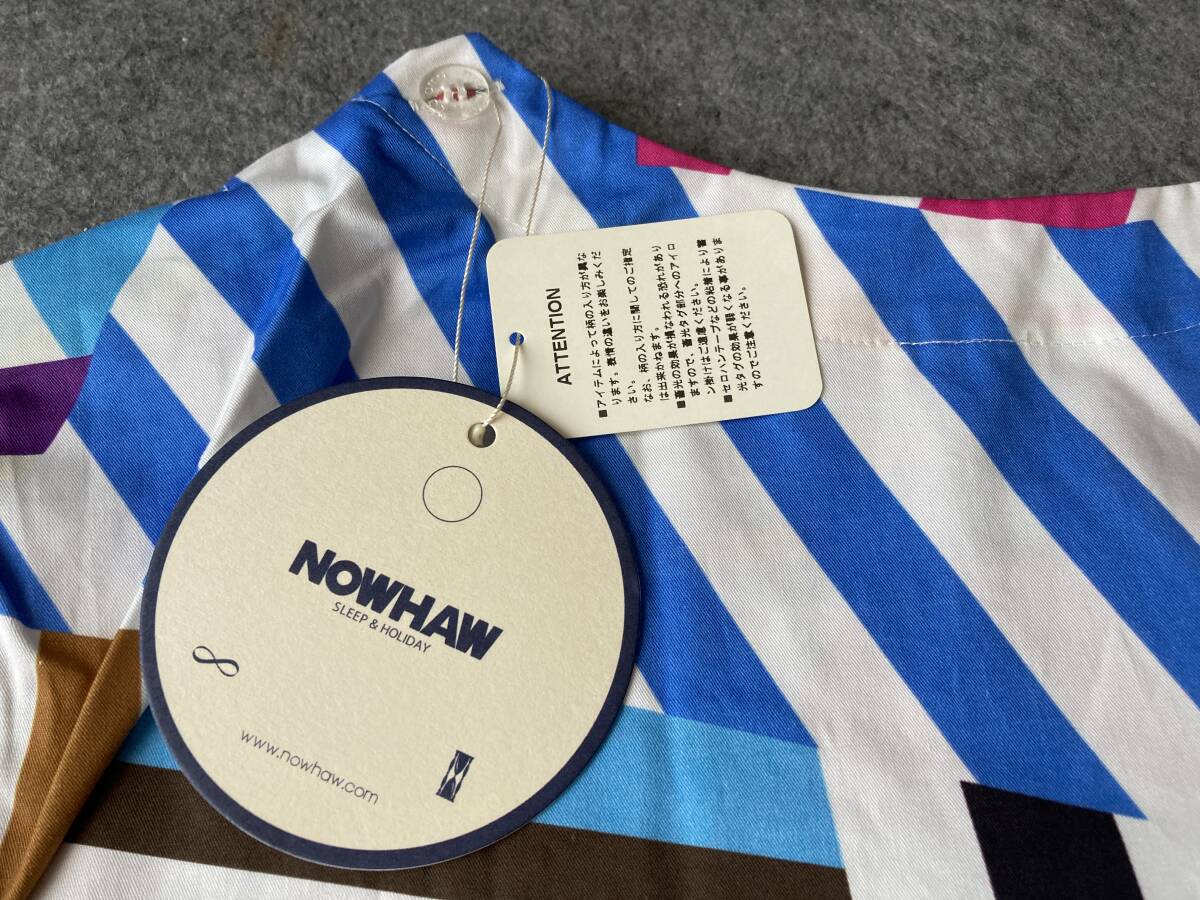 ATTENTION
■アイテムによって柄の入り方が異な
ります。表情の違いをお楽しみくだ
さい。
なお、柄の入り方に関してのご指定
は出来かねます。
■蓄光の効果が損なわれる恐れがあり
ますので、蓄光タグ部分へのアイロ
ン掛けはご遠慮ください。
■セロハンテープなどの粘着により蓄
光タグの効果が弱くなる事がありま
すのでご注意ください。
NOWHAW
SLEEP & HOLIDAY
www.nowhaw.com